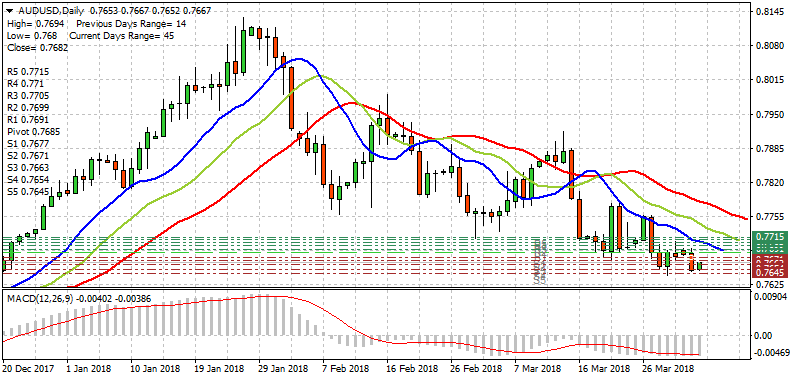 AUDUSD,Daily 0.7653 0.7667 0.7652 0.7667
High= 0.7694 Previous Days Range= 14
Low= 0.768 Current Days Range= 45
Close= 0.7682
R5 0.7715
R4 0.771
R3 0.7705
R2 0.7699
R1 0.7691
Pivot 0.7685
S1 0.7677
S2 0.7671
S3 0.7663
S4 0.7654
S5 0.7645
0.8145
0.8080
0.8015
0.7950
0.7885
0.7820
0.7755
0.7715
0.7645
0.7625
MACD(12,26,9) -0.00402 -0.00386
0.00904
0.00
-0.00469
20 Dec 2017 1 Jan 2018 10 Jan 2018 19 Jan 2018 29 Jan 2018 7 Feb 2018 16 Feb 2018 26 Feb 2018 7 Mar 2018 16 Mar 2018 26 Mar 2018